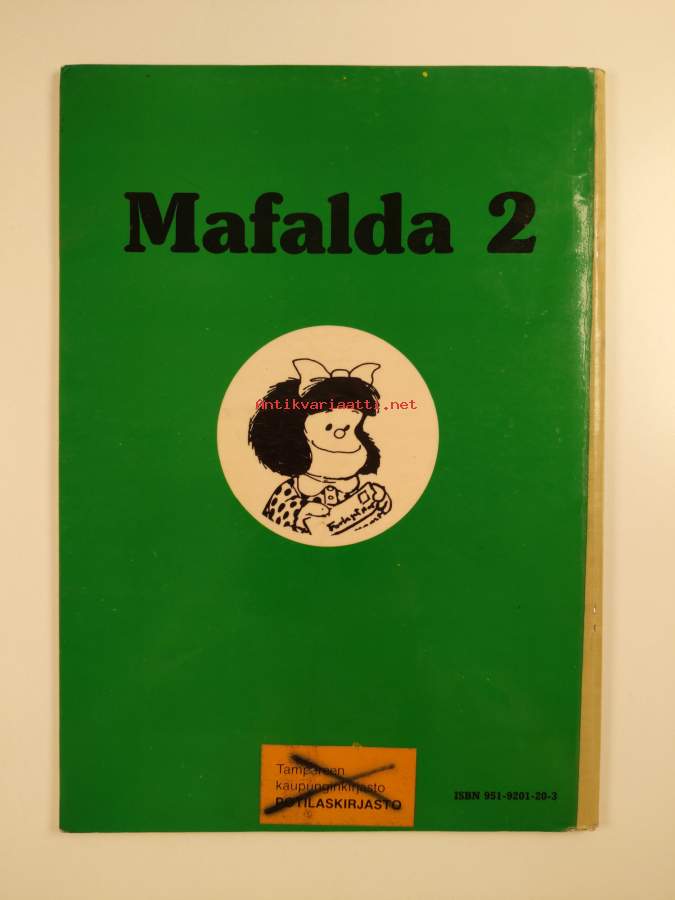 Mafalda 2
Antikvariaatti.net
Tampereen
kaupunginkirjasto
POTILASKIRJASTO
ISBN 951-9201-20-3